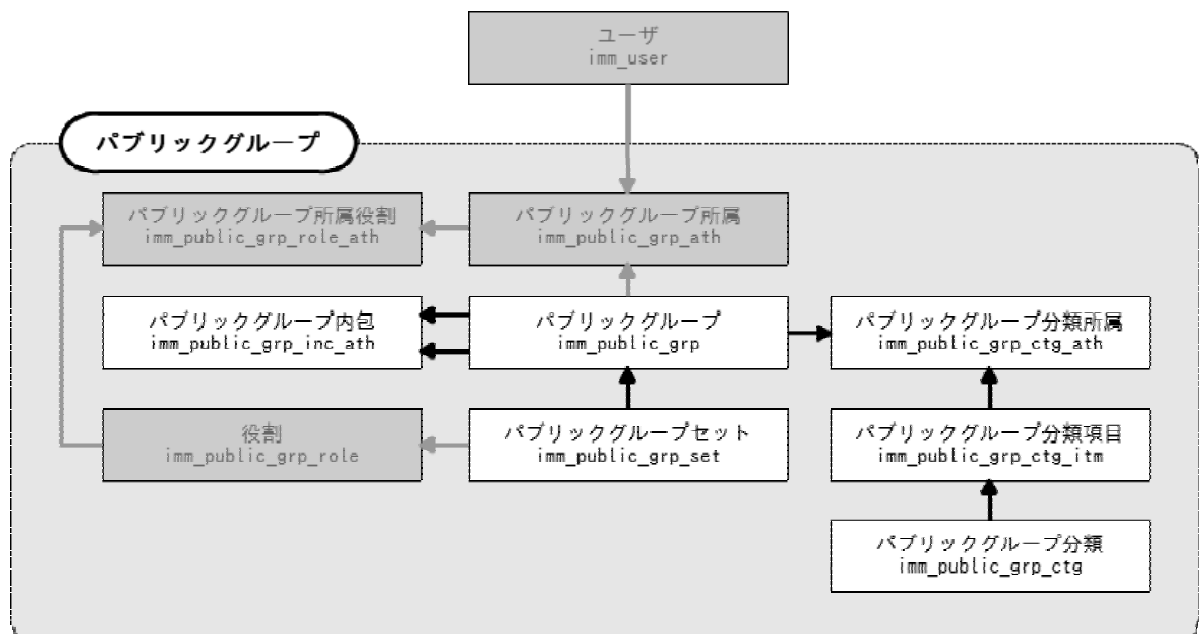 ユーザ
imm_user
パブリックグループ
パブリックグループ所属役割
imm_public_grp_role_ath
パブリックグループ所属
imm_public_grp_ath
パブリックグループ内包
imm_public_grp_inc_ath
パブリックグループ
imm_public_grp
パブリックグループ分類所属
imm_public_grp_ctg_ath
役割
imm_public_grp_role
パブリックグループセット
imm_public_grp_set
パブリックグループ分類項目
imm_public_grp_ctg_itm
パブリックグループ分類
imm_public_grp_ctg